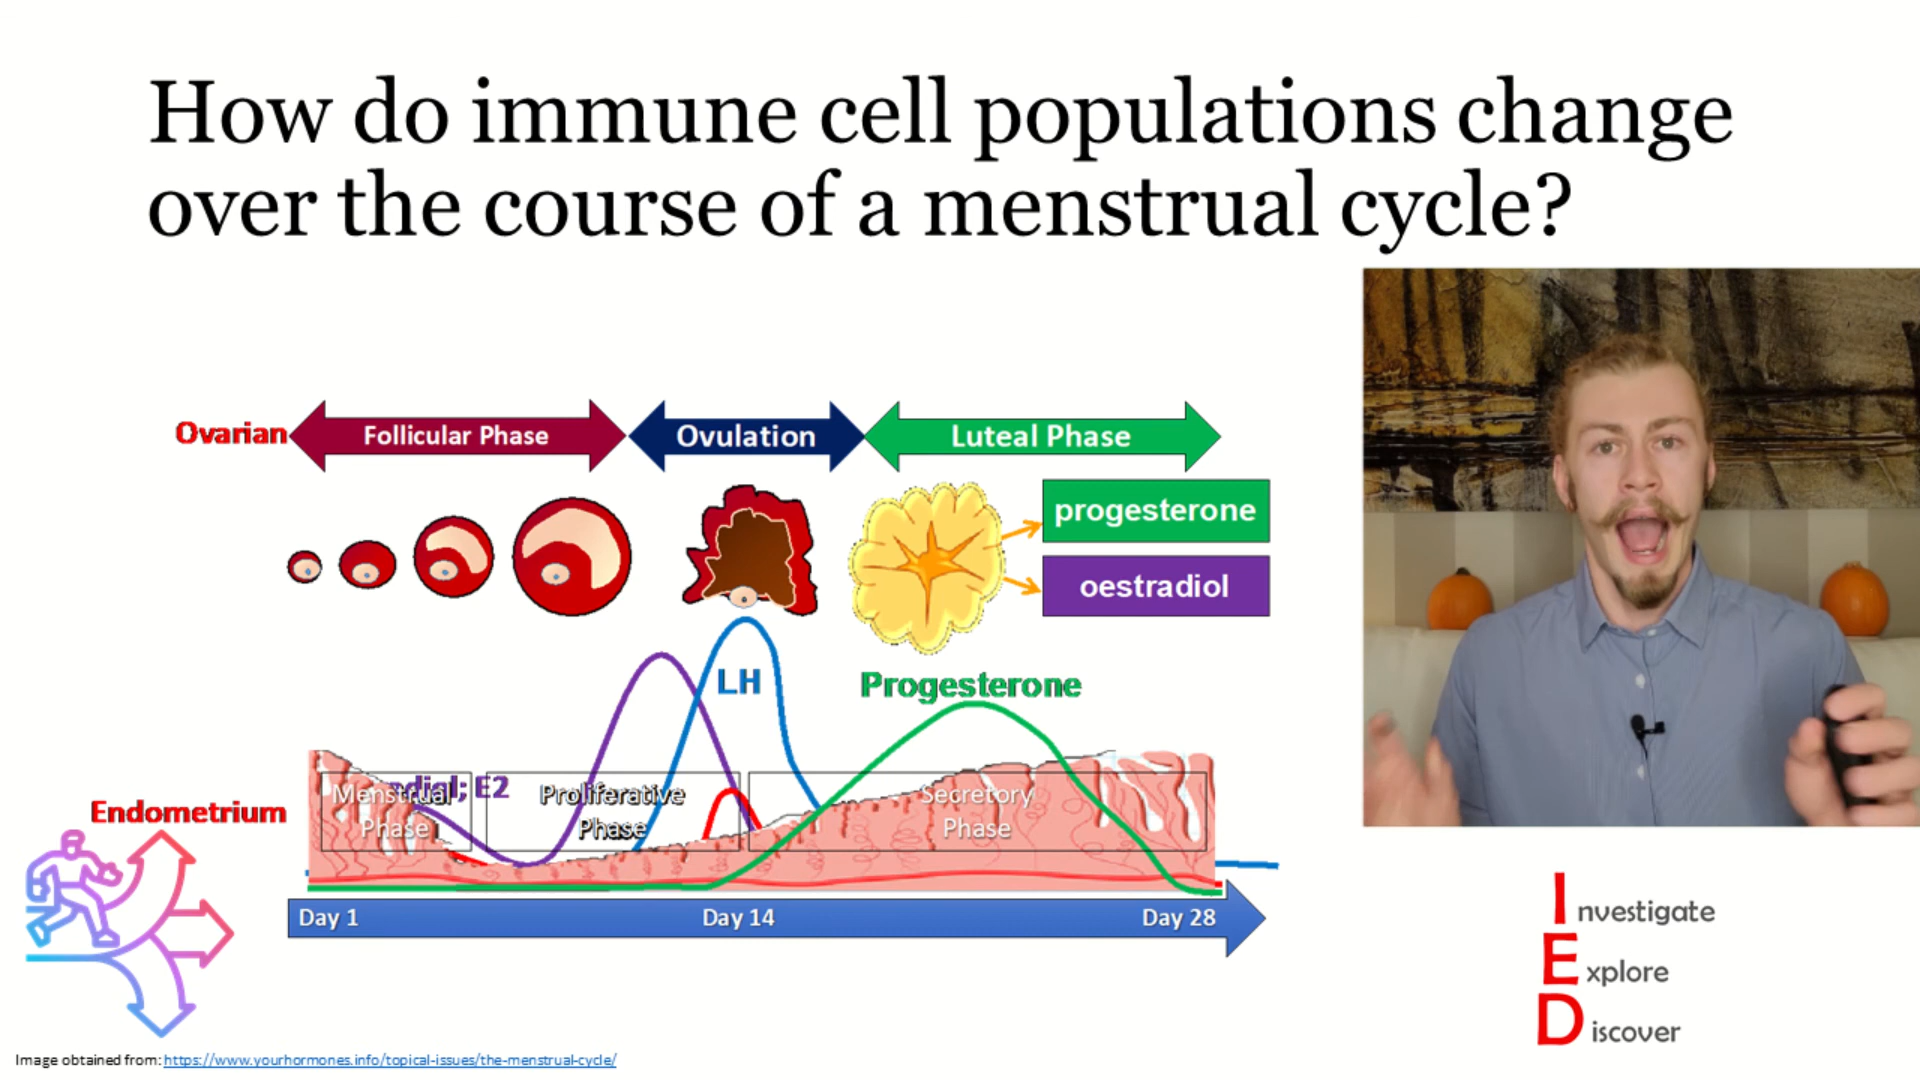 How do immune cell populations change
over the course of a menstrual cycle?
Ovarian
Follicular Phase
Ovulation
Luteal Phase
progesterone
oestradiol
LH
Progesterone
E2
Menstrual
Phase
Proliferative
Phase
Secretory
Phase
Endometrium
Day 1
Day 14
Day 28
Investigate
Explore
Discover
Image obtained from: https://www.yourhormones.info/topical-issues/the-menstrual-cycle/